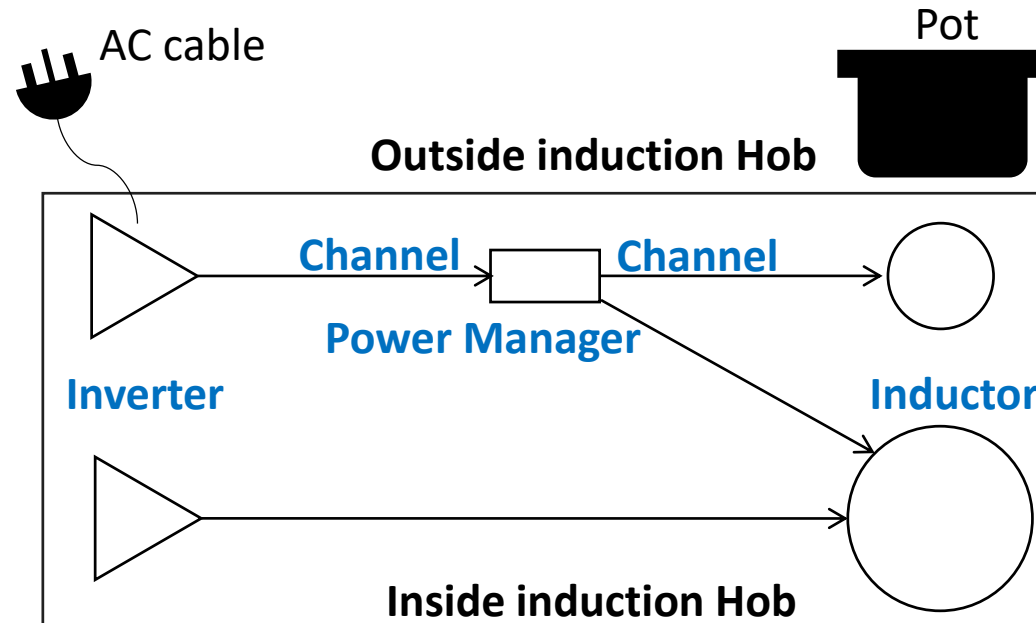 AC cable
Pot
Outside induction Hob
Channel
Channel
Power Manager
Inverter
Inductor
Inside induction Hob